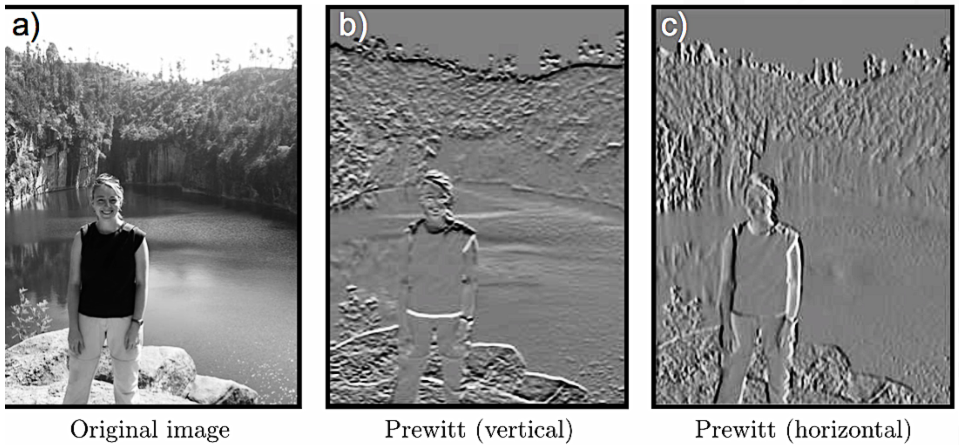 a)
b)
c)
Original image
Prewitt (vertical)
Prewitt (horizontal)